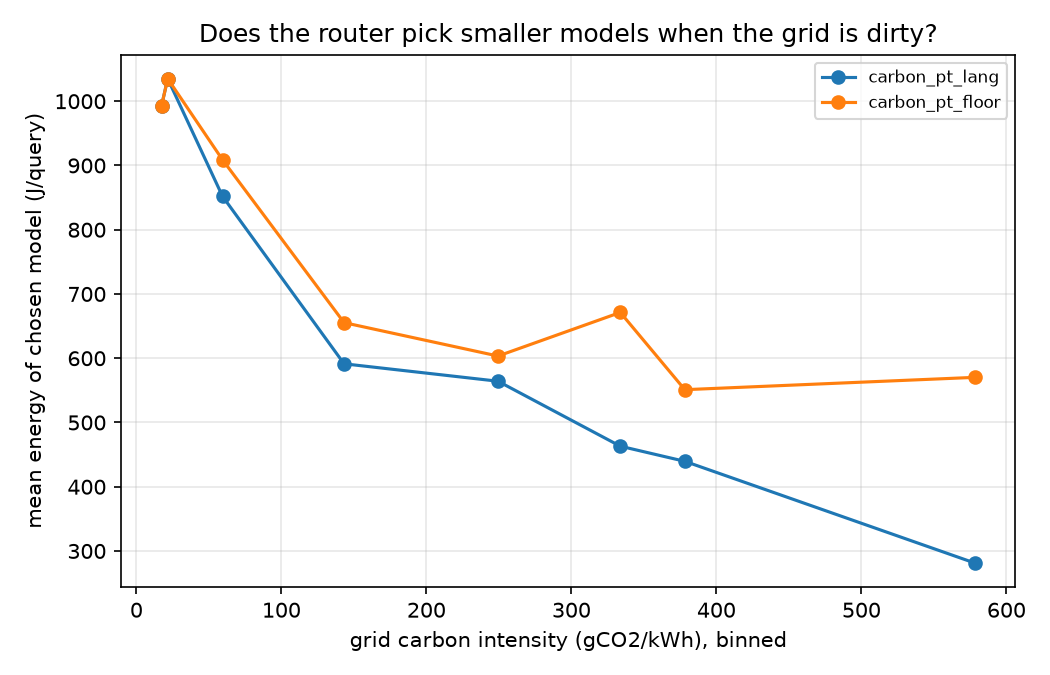 Does the router pick smaller models when the grid is dirty?
carbon_pt_lang
carbon_pt_floor
mean energy of chosen model (J/query)
1000
900
800
700
600
500
400
300
0 100 200 300 400 500 600
grid carbon intensity (gCO2/kWh), binned